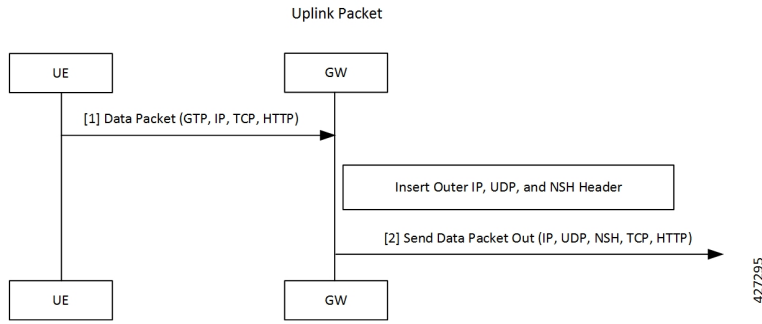 Uplink Packet
UE
GW
[1] Data Packet (GTP, IP, TCP, HTTP)
Insert Outer IP, UDP, and NSH Header
[2] Send Data Packet Out (IP, UDP, NSH, TCP, HTTP)
UE
GW
427295